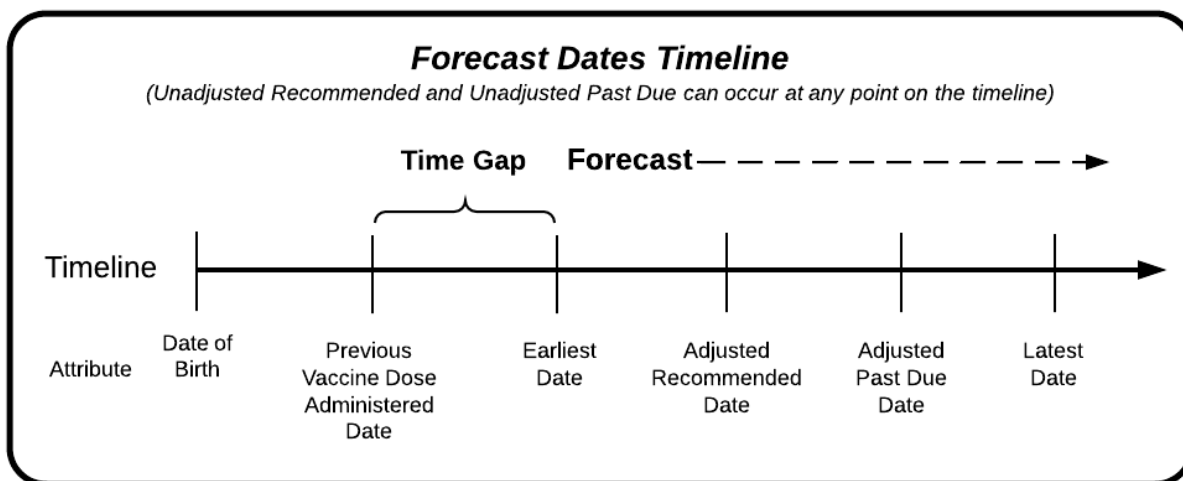 Forecast Dates Timeline
(Unadjusted Recommended and Unadjusted Past Due can occur at any point on the timeline)
Time Gap
Forecast
Timeline
Attribute
Date of
Birth
Previous
Vaccine Dose
Administered
Date
Earliest
Date
Adjusted
Recommended
Date
Adjusted
Past Due
Date
Latest
Date